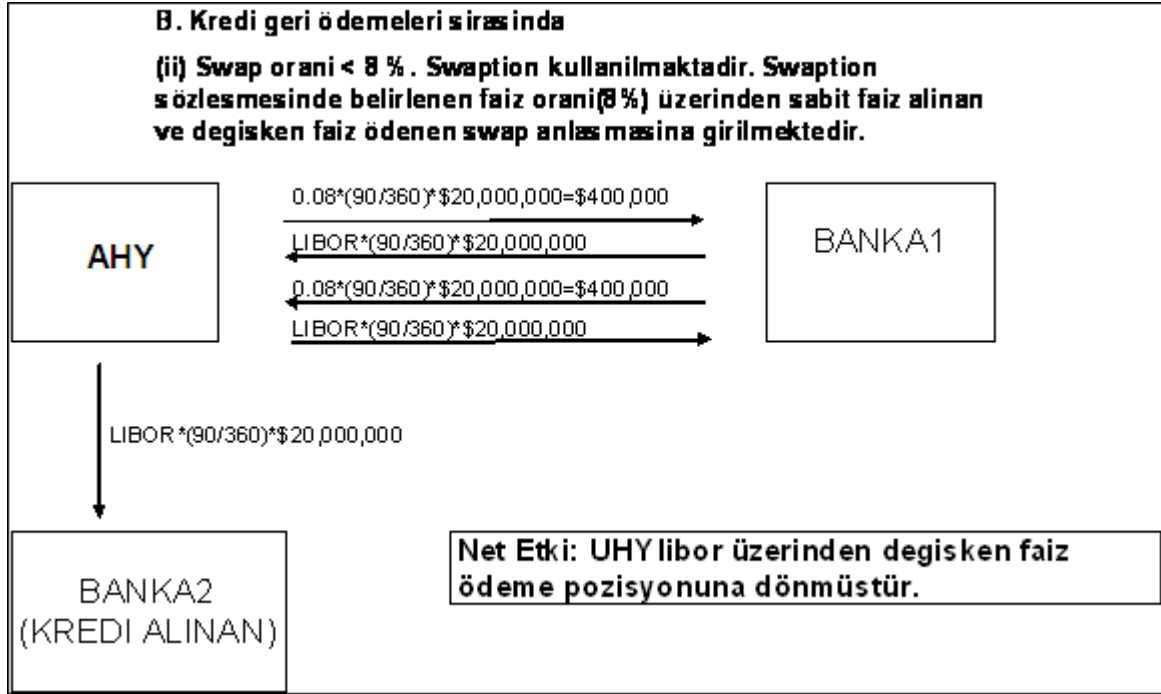 B. Kredi geri ödemeleri sirasinda
(ii) Swap orani < 8 %. Swaption kullanilmaktadir. Swaption
sözlesmesinde belirlenen faiz orani(8%) üzerinden sabit faiz alinan
ve degisken faiz ödenen swap anlasmasina girilmektedir.
0.08*(90/360)*$20,000,000=$400,000
LIBOR*(90/360)*$20,000,000
0.08*(90/360)*$20,000,000=$400,000
LIBOR*(90/360)*$20,000,000
AHY
BANKA1
LIBOR*(90/360)*$20,000,000
BANKA2
(KREDI ALINAN)
Net Etki: UHY libor üzerinden degisken faiz
ödeme pozisyonuna dönmüstür.